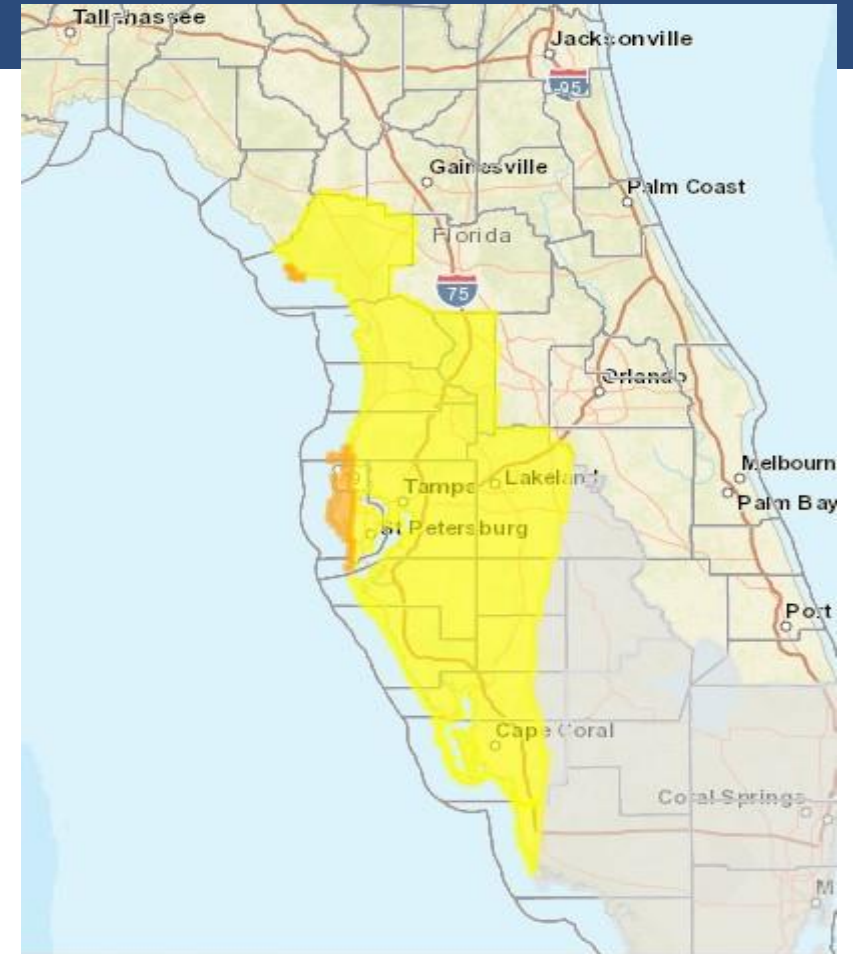 Tallahassee
Jacksonville
95
Gainesville
Palm Coast
Florida
75
Orlando
Melbourn
Tampa
Lakeland
Palm Bay
St Petersburg
Port
Cape Coral
Coral Springs
M